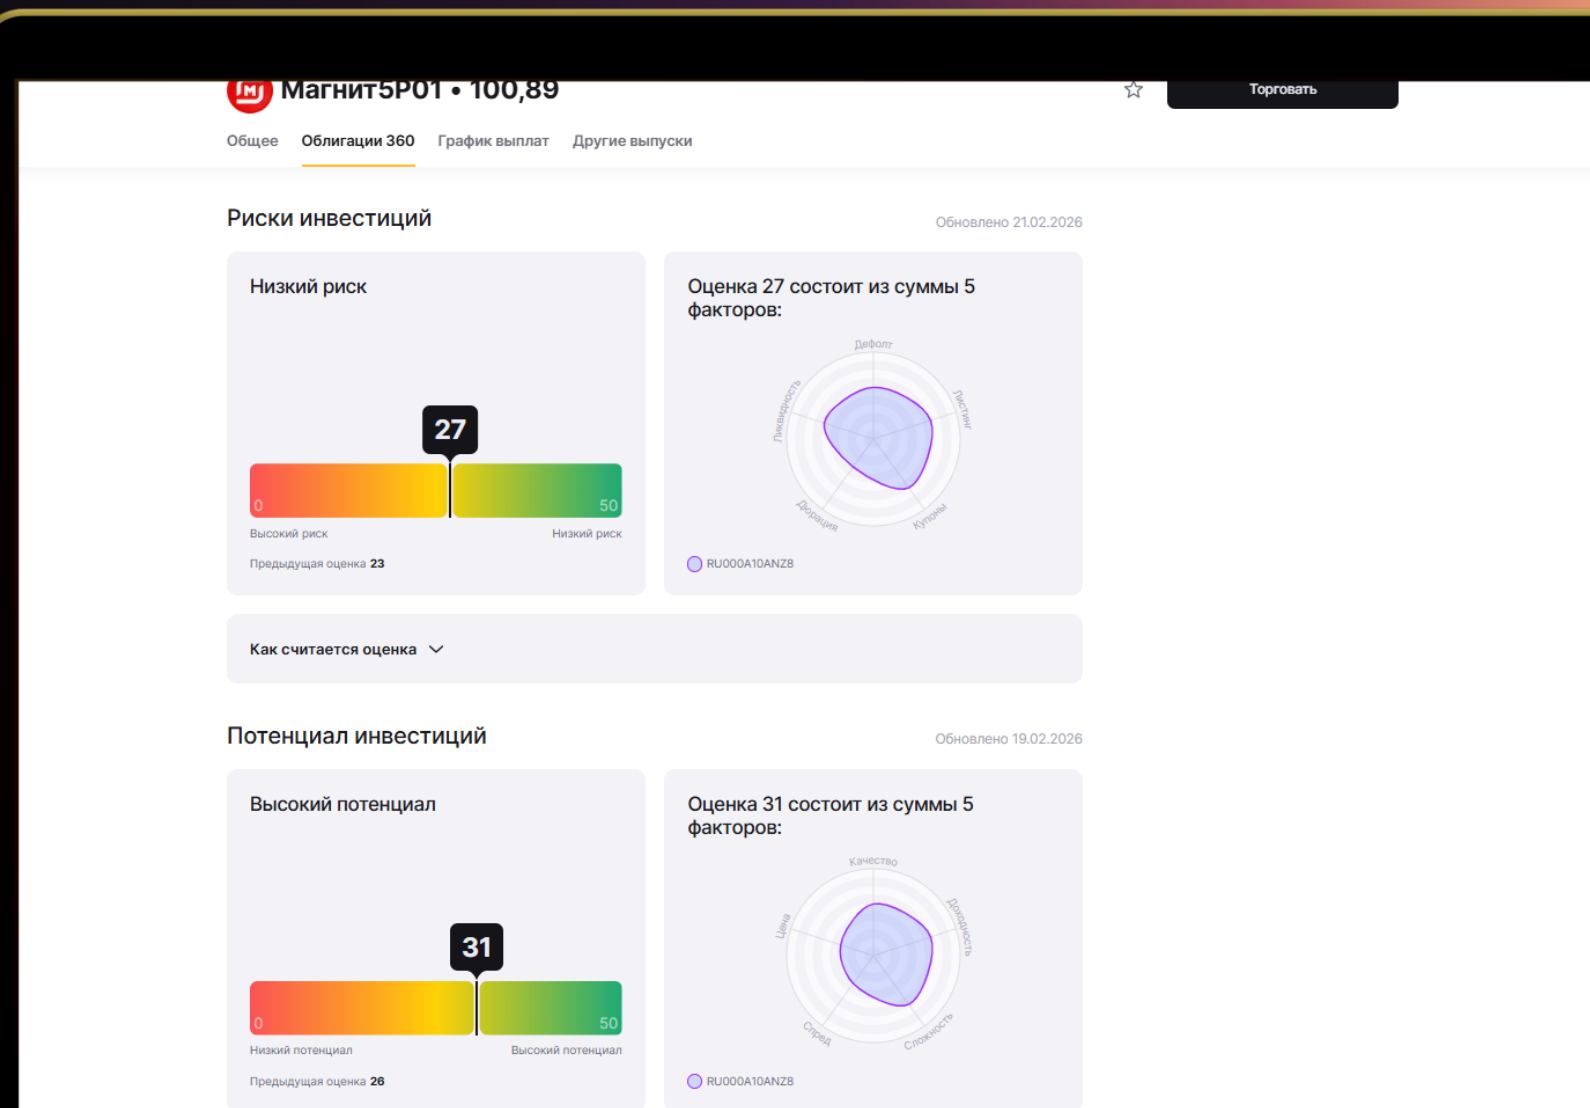 Магнит5P01 • 100,89
Торговать
Общее Облигации 360 График выплат Другие выпуски
Риски инвестиций
Обновлено 21.02.2026
Низкий риск
27
0 50
Высокий риск Низкий риск
Предыдущая оценка 23
Оценка 27 состоит из суммы 5
факторов:
Дефолт
Листинг
Купоны
Дюрация
Ликвидность
RU000A10ANZ8
Как считается оценка
Потенциал инвестиций
Обновлено 19.02.2026
Высокий потенциал
31
0 50
Низкий потенциал Высокий потенциал
Предыдущая оценка 26
Оценка 31 состоит из суммы 5
факторов:
Качество
Доходность
Сложность
Спред
Цена
RU000A10ANZ8